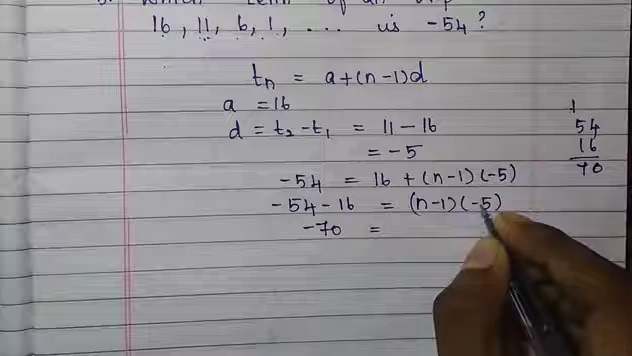 16, 11, 6, 1, .... is -54?
tn = a+(n-1)d
a = 16
d = t2-t1 = 11-16
= -5
-54 = 16 + (n-1)(-5)
-54-16 = (n-1)(-5)
-70 =
1
54
16
70